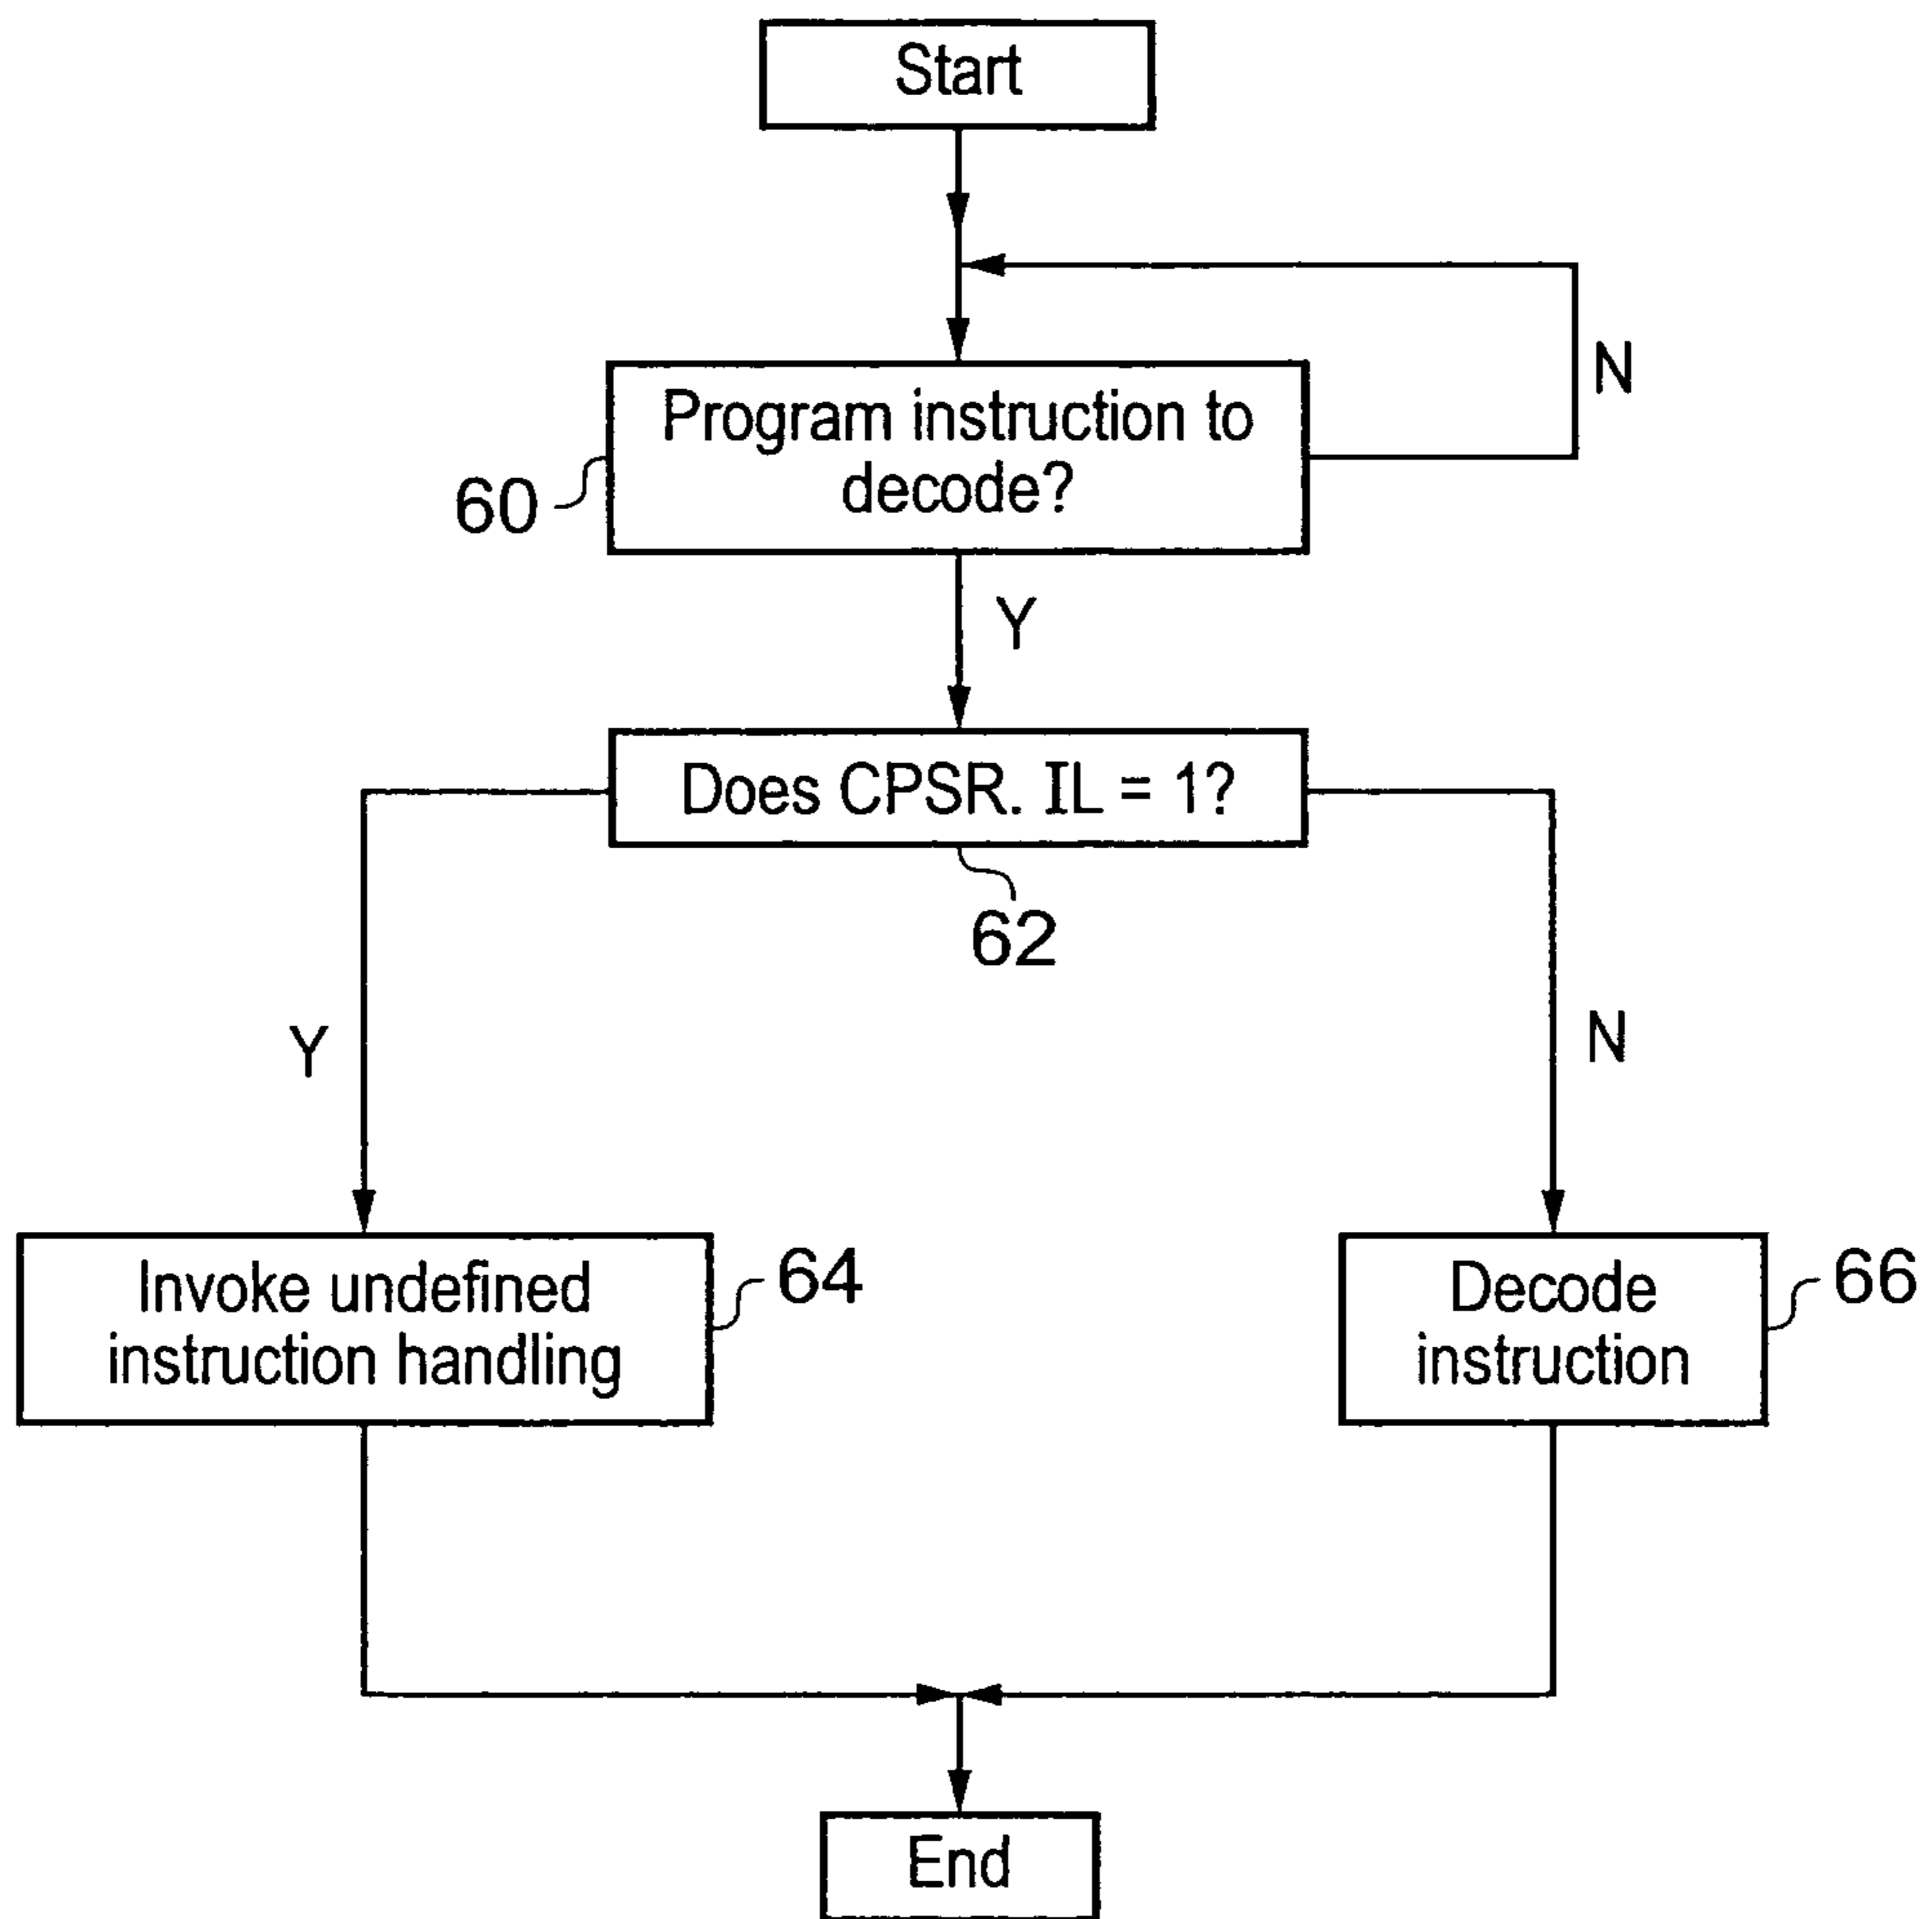 Start
N
Program instruction to
decode?
60
Y
Does CPSR. IL = 1?
62
Y
N
Invoke undefined
instruction handling
64
Decode
instruction
66
End